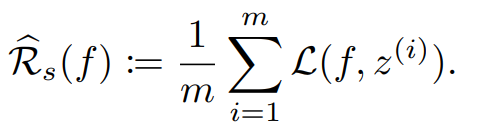 $\widehat{\mathcal{R}}_s(f) := \frac{1}{m} \sum_{i=1}^{m} \mathcal{L}(f, z^{(i)}).$